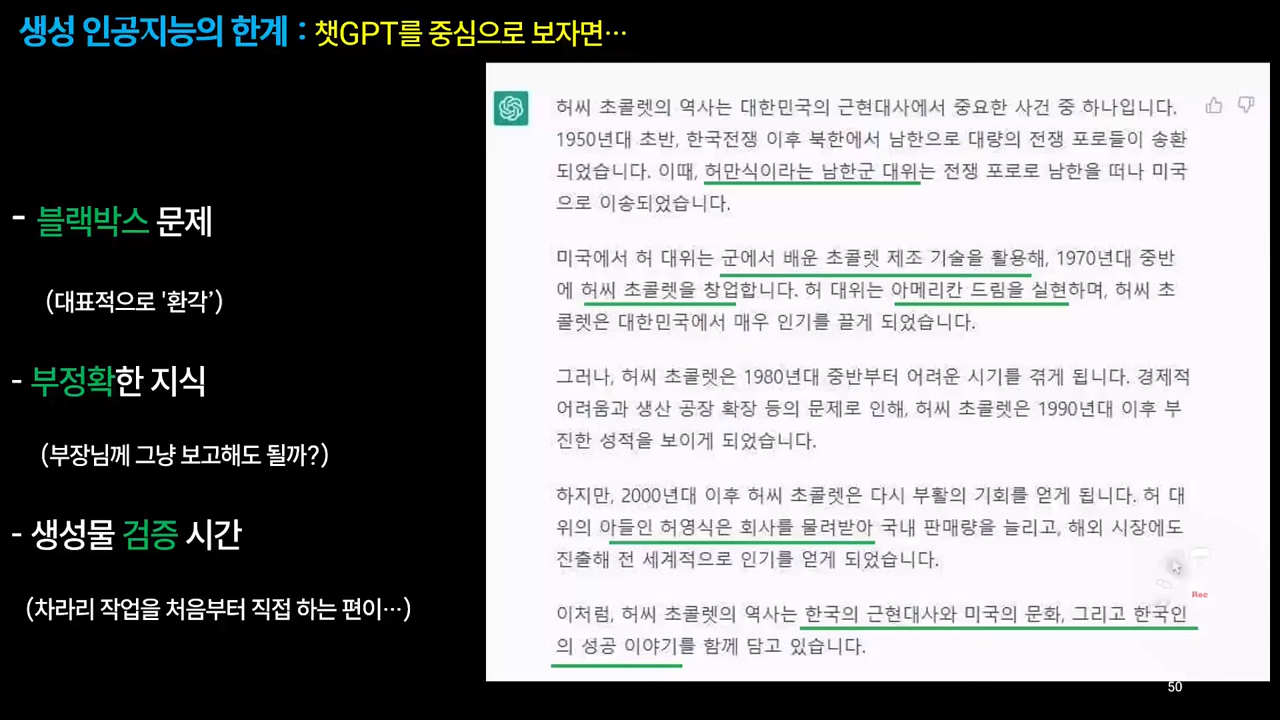 생성 인공지능의 한계 : 챗GPT를 중심으로 보자면…
- 블랙박스 문제
(대표적으로 '환각')
- 부정확한 지식
(부장님께 그냥 보고해도 될까?)
- 생성물 검증 시간
(차라리 작업을 처음부터 직접 하는 편이…)
허씨 초콜렛의 역사는 대한민국의 근현대사에서 중요한 사건 중 하나입니다.
1950년대 초반, 한국전쟁 이후 북한에서 남한으로 대량의 전쟁 포로들이 송환
되었습니다. 이때, 허만식이라는 남한군 대위는 전쟁 포로로 남한을 떠나 미국
으로 이송되었습니다.
미국에서 허 대위는 군에서 배운 초콜렛 제조 기술을 활용해, 1970년대 중반
에 허씨 초콜렛을 창업합니다. 허 대위는 아메리칸 드림을 실현하며, 허씨 초
콜렛은 대한민국에서 매우 인기를 끌게 되었습니다.
그러나, 허씨 초콜렛은 1980년대 중반부터 어려운 시기를 겪게 됩니다. 경제적
어려움과 생산 공장 확장 등의 문제로 인해, 허씨 초콜렛은 1990년대 이후 부
진한 성적을 보이게 되었습니다.
하지만, 2000년대 이후 허씨 초콜렛은 다시 부활의 기회를 얻게 됩니다. 허 대
위의 아들인 허영식은 회사를 물려받아 국내 판매량을 늘리고, 해외 시장에도
진출해 전 세계적으로 인기를 얻게 되었습니다.
이처럼, 허씨 초콜렛의 역사는 한국의 근현대사와 미국의 문화, 그리고 한국인
의 성공 이야기를 함께 담고 있습니다.
Rec
50